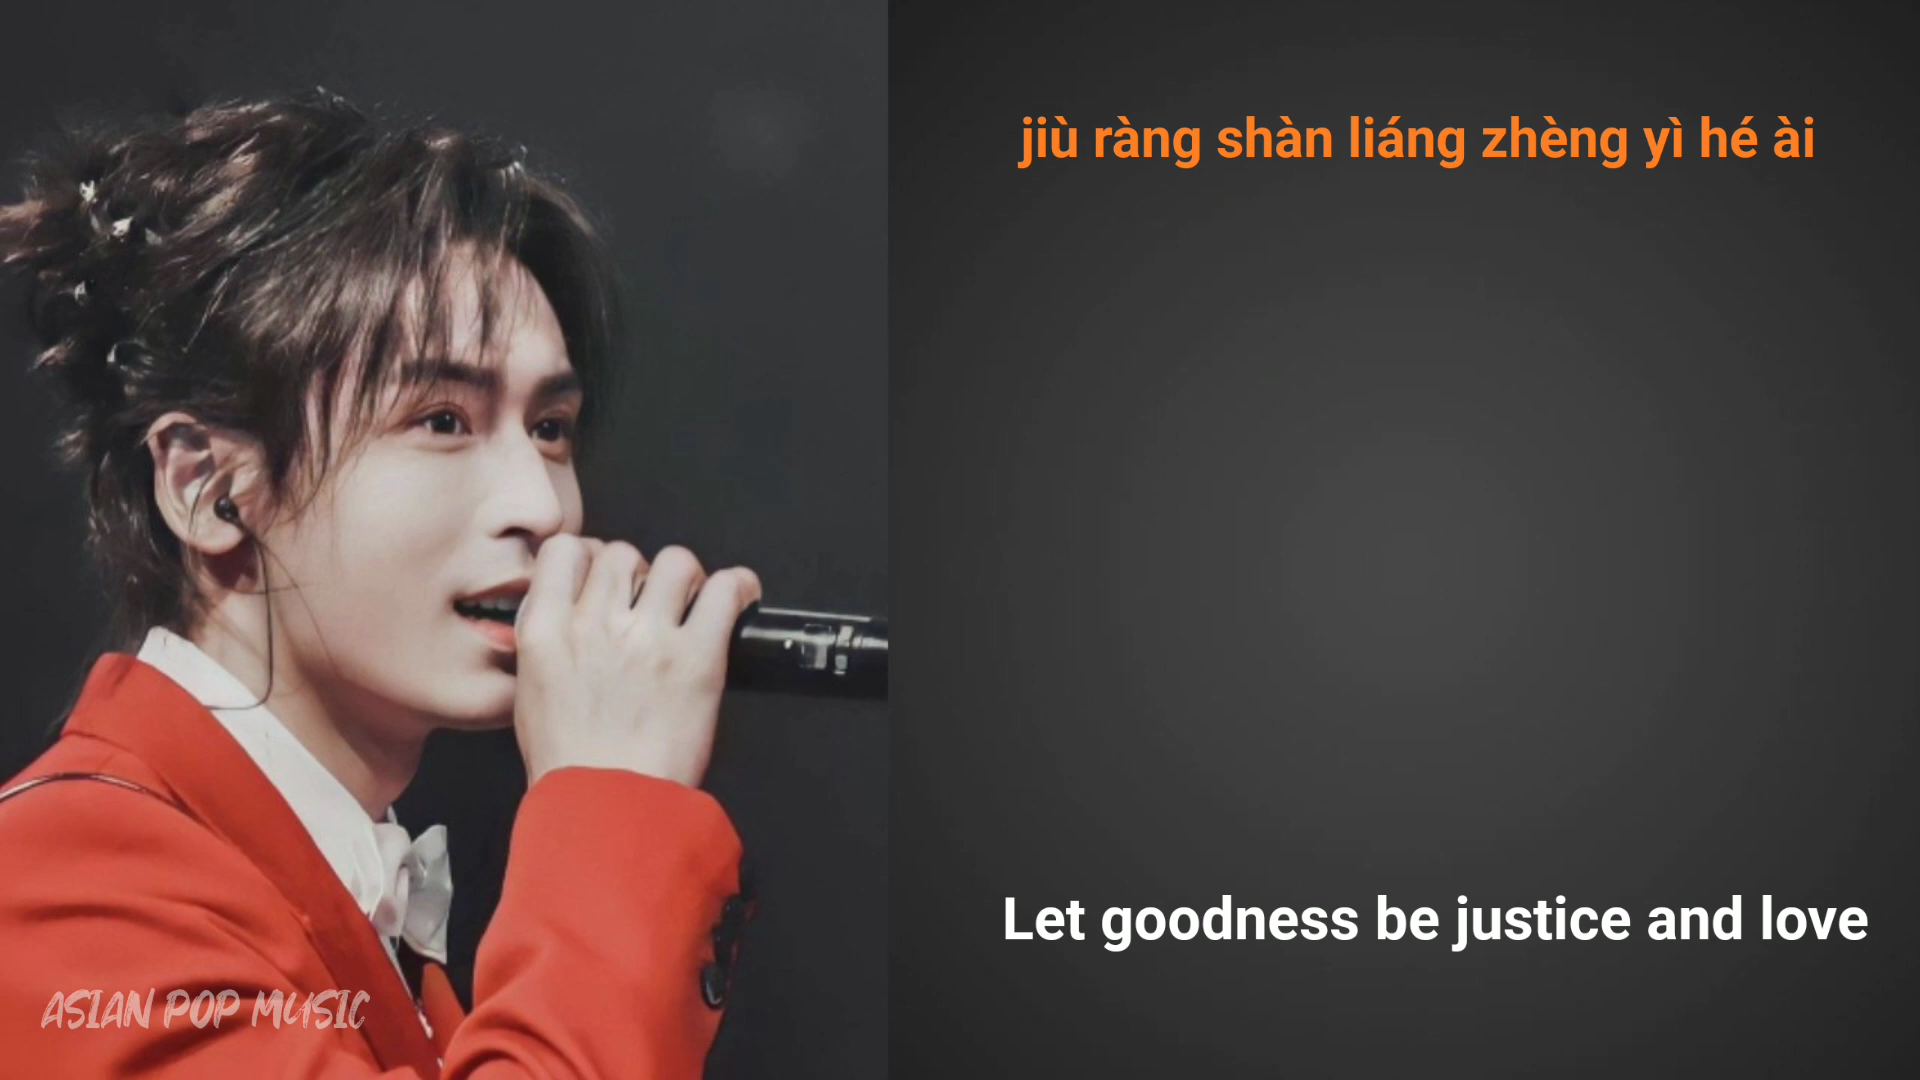 jiù ràng shàn liáng zhèng yì hé ài
Let goodness be justice and love
ASIAN POP MUSIC